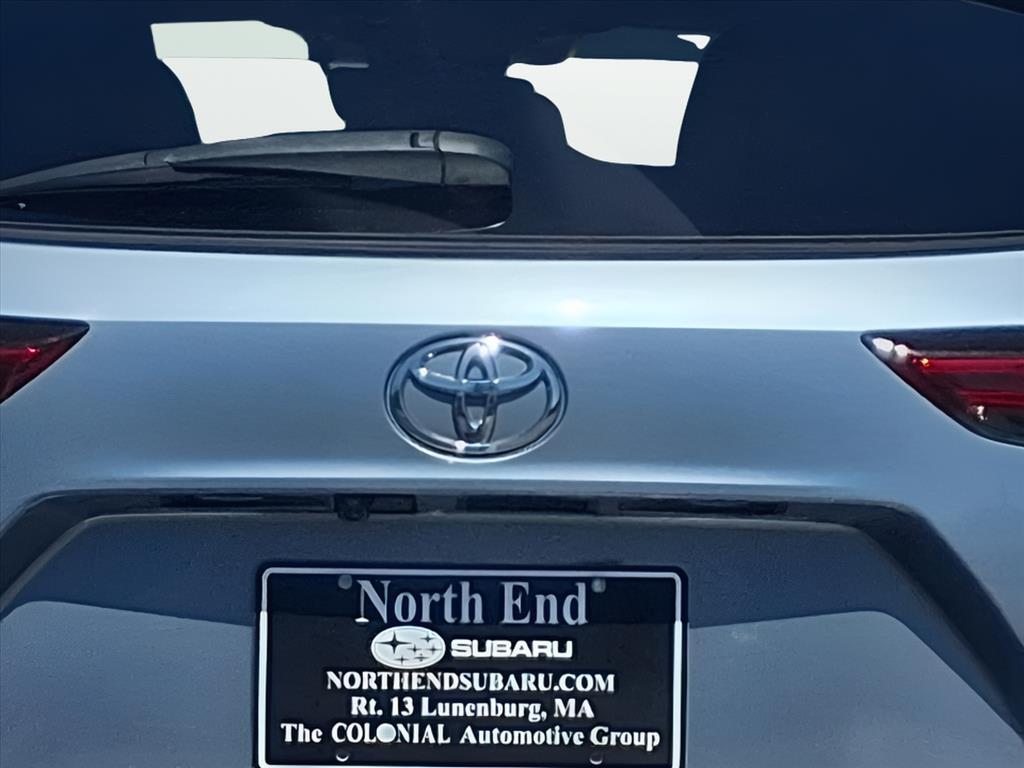 North End
SUBARU
NORTHENDSUBARU.COM
Rt. 13 Lunenburg, MA
The COLONIAL Automotive Group